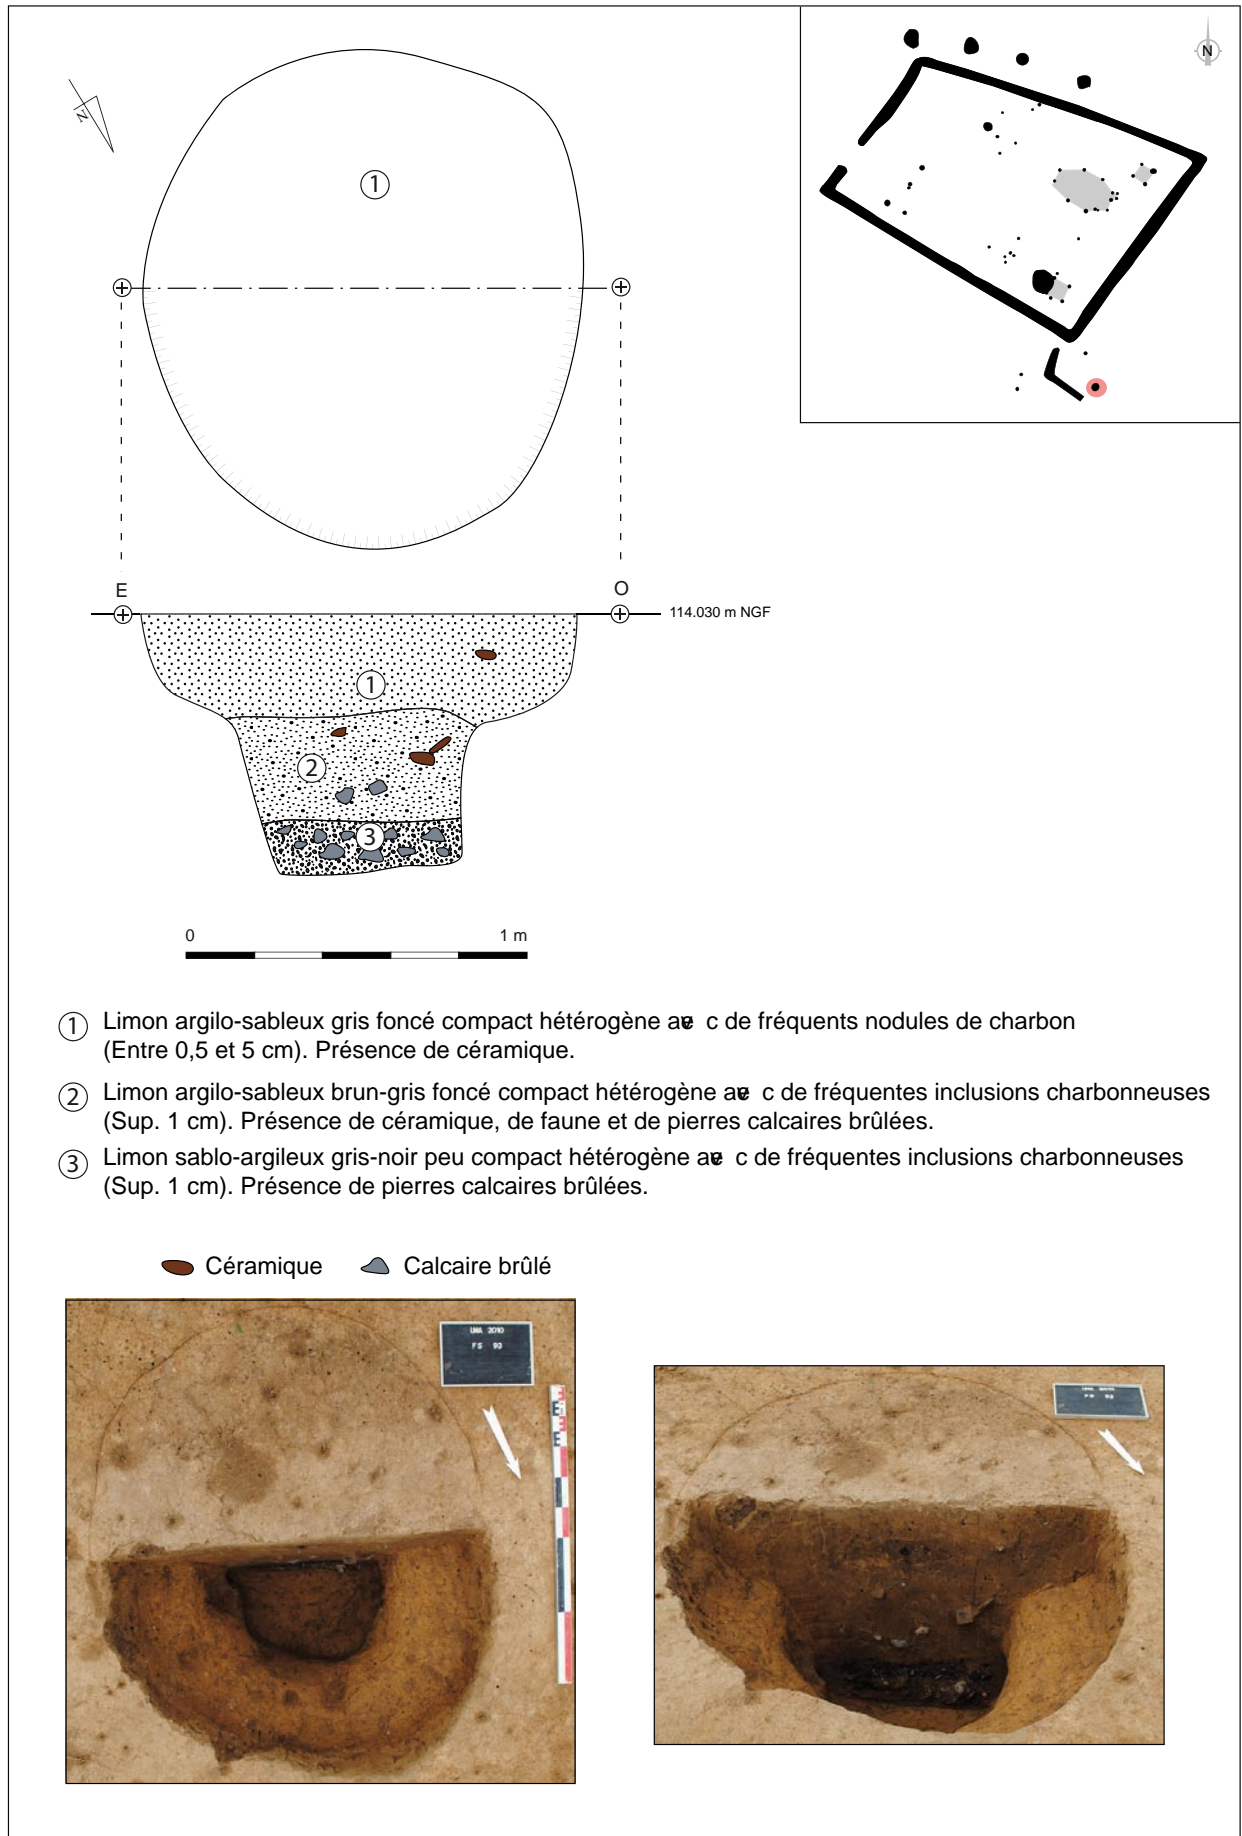 N
N
1
E
O
114.030 m NGF
1
2
3
0
1 m
1 Limon argilo-sableux gris foncé compact hétérogène avec de fréquents nodules de charbon
(Entre 0,5 et 5 cm). Présence de céramique.
2 Limon argilo-sableux brun-gris foncé compact hétérogène avec de fréquentes inclusions charbonneuses
(Sup. 1 cm). Présence de céramique, de faune et de pierres calcaires brûlées.
3 Limon sablo-argileux gris-noir peu compact hétérogène avec de fréquentes inclusions charbonneuses
(Sup. 1 cm). Présence de pierres calcaires brûlées.
Céramique
Calcaire brûlé
2010
FS 93